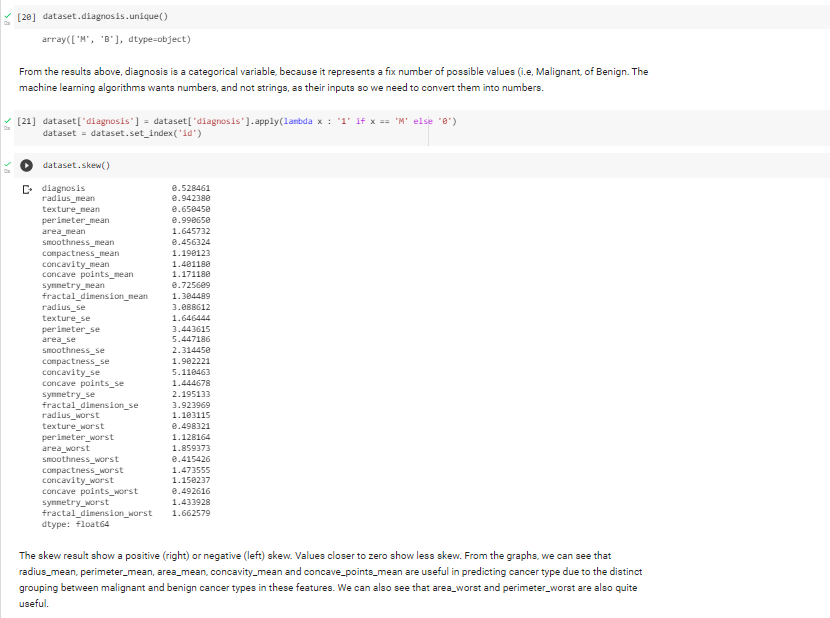 [20] dataset.diagnosis.unique()
0s
array(['M', 'B'], dtype=object)
From the results above, diagnosis is a categorical variable, because it represents a fix number of possible values (i.e, Malignant, of Benign. The
machine learning algorithms wants numbers, and not strings, as their inputs so we need to convert them into numbers.
[21] dataset['diagnosis'] = dataset['diagnosis'].apply(lambda x : '1' if x == 'M' else '0')
0s
dataset = dataset.set_index('id')
dataset.skew()
0s
diagnosis 0.528461
radius_mean 0.942380
texture_mean 0.650450
perimeter_mean 0.990650
area_mean 1.645732
smoothness_mean 0.456324
compactness_mean 1.190123
concavity_mean 1.401180
concave points_mean 1.171180
symmetry_mean 0.725609
fractal_dimension_mean 1.304489
radius_se 3.088612
texture_se 1.646444
perimeter_se 3.443615
area_se 5.447186
smoothness_se 2.314450
compactness_se 1.902221
concavity_se 5.110463
concave points_se 1.444678
symmetry_se 2.195133
fractal_dimension_se 3.923969
radius_worst 1.103115
texture_worst 0.498321
perimeter_worst 1.128164
area_worst 1.859373
smoothness_worst 0.415426
compactness_worst 1.473555
concavity_worst 1.150237
concave points_worst 0.492616
symmetry_worst 1.433928
fractal_dimension_worst 1.662579
dtype: float64
The skew result show a positive (right) or negative (left) skew. Values closer to zero show less skew. From the graphs, we can see that
radius_mean, perimeter_mean, area_mean, concavity_mean and concave_points_mean are useful in predicting cancer type due to the distinct
grouping between malignant and benign cancer types in these features. We can also see that area_worst and perimeter_worst are also quite
useful.